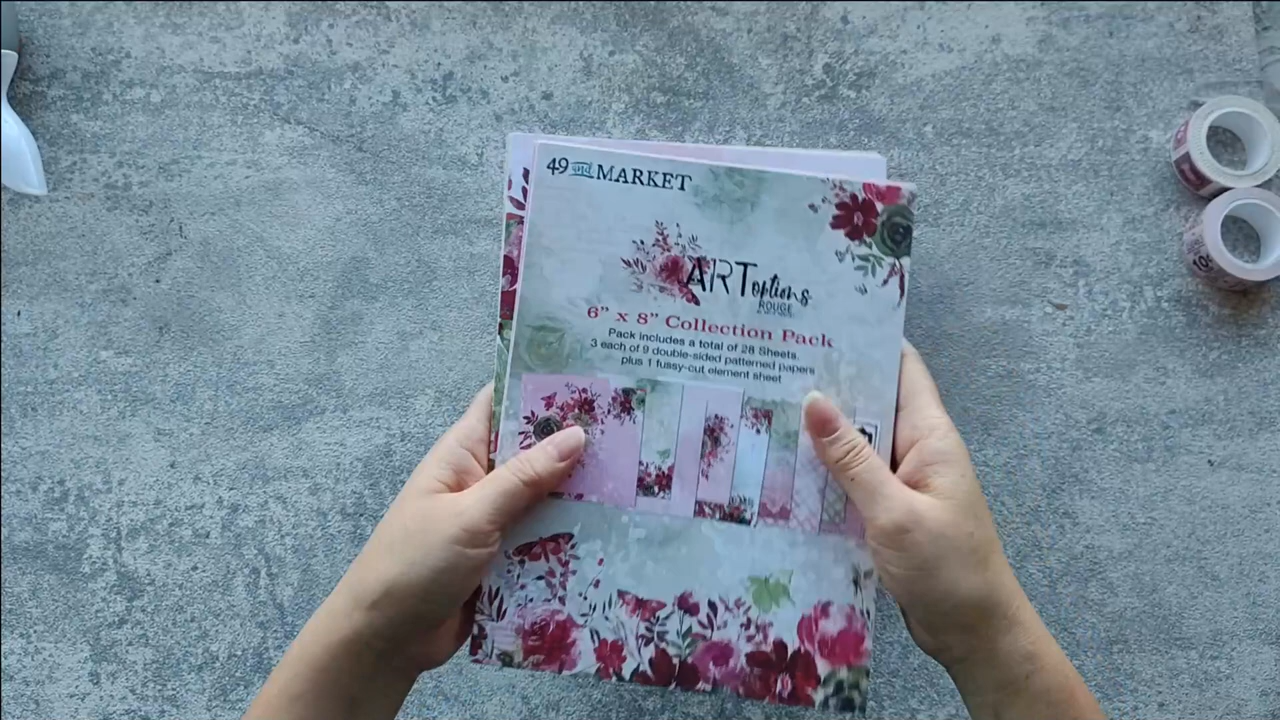 49 and MARKET
ARToptions
ROUGE
6" x 8" Collection Pack
Pack includes a total of 28 Sheets.
3 each of 9 double-sided patterned papers
plus 1 fussy-cut element sheet